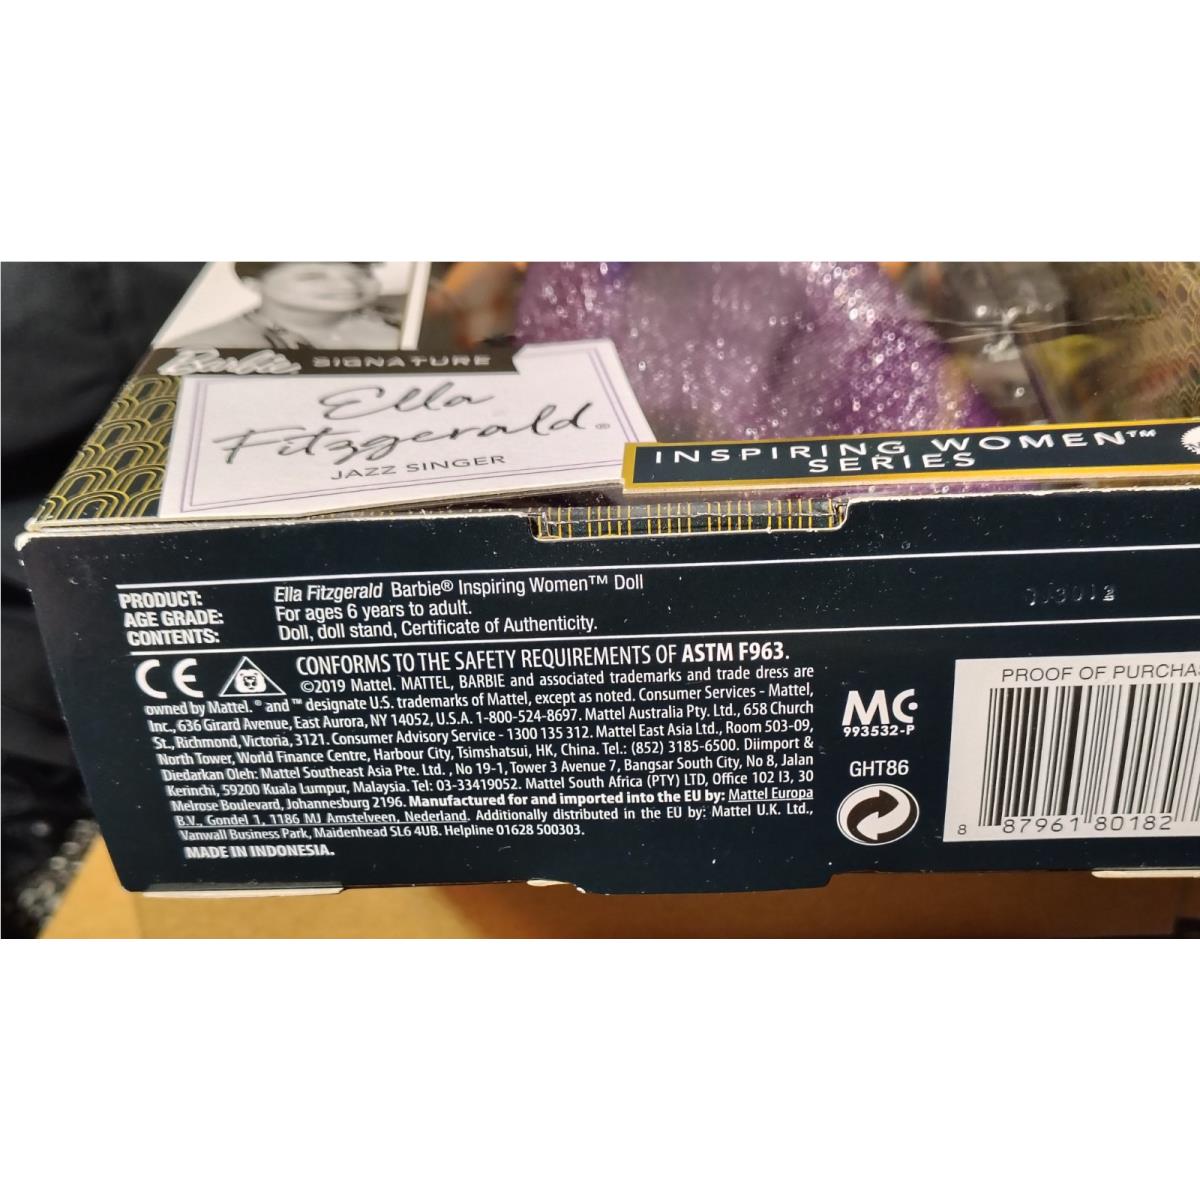 Barbie SIGNATURE
Ella
Fitzgerald®
JAZZ SINGER
INSPIRING WOMEN™
SERIES
PRODUCT: Ella Fitzgerald Barbie® Inspiring Women™ Doll
AGE GRADE: For ages 6 years to adult.
CONTENTS: Doll, doll stand, Certificate of Authenticity.
CE
CONFORMS TO THE SAFETY REQUIREMENTS OF ASTM F963.
©2019 Mattel. MATTEL, BARBIE and associated trademarks and trade dress are
owned by Mattel. ® and ™ designate U.S. trademarks of Mattel, except as noted. Consumer Services - Mattel,
Inc., 636 Girard Avenue, East Aurora, NY 14052, U.S.A. 1-800-524-8697. Mattel Australia Pty. Ltd., 658 Church
St., Richmond, Victoria, 3121. Consumer Advisory Service - 1300 135 312. Mattel East Asia Ltd., Room 503-09,
North Tower, World Finance Centre, Harbour City, Tsimshatsui, HK, China. Tel.: (852) 3185-6500. Diimport &
Diedarkan Oleh: Mattel Southeast Asia Pte. Ltd. , No 19-1, Tower 3 Avenue 7, Bangsar South City, No 8, Jalan
Kerinchi, 59200 Kuala Lumpur, Malaysia. Tel: 03-33419052. Mattel South Africa (PTY) LTD, Office 102 I3, 30
Melrose Boulevard, Johannesburg 2196. Manufactured for and imported into the EU by: Mattel Europa
B.V., Gondel 1, 1186 MJ Amstelveen, Nederland. Additionally distributed in the EU by: Mattel U.K. Ltd.,
Vanwall Business Park, Maidenhead SL6 4UB. Helpline 01628 500303.
MADE IN INDONESIA.
MC
993532-P
GHT86
PROOF OF PURCHA
8 87961 80182